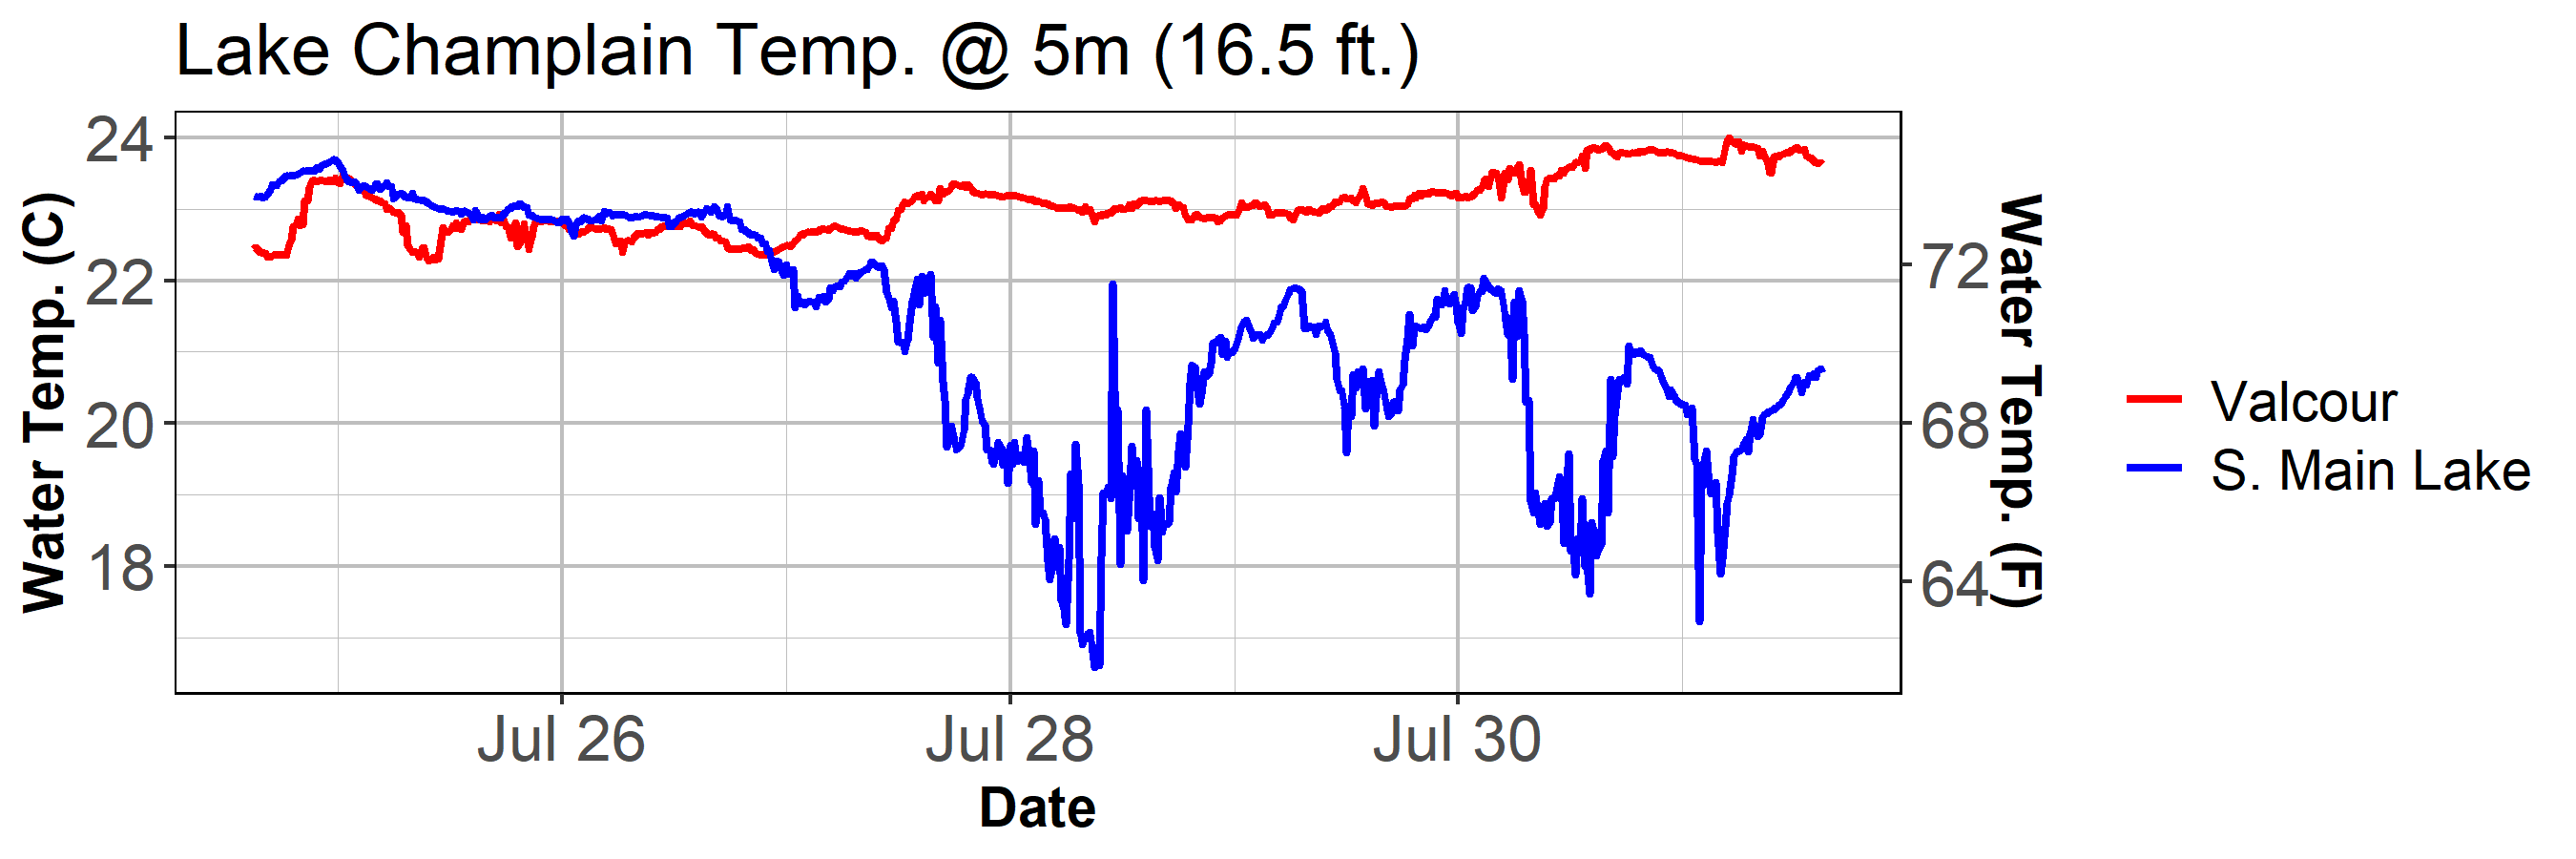 Lake Champlain Temp. @ 5m (16.5 ft.)
Water Temp. (C)
24
22
20
18
72
68
64
Water Temp. (F)
Jul 26
Jul 28
Jul 30
Date
Valcour
S. Main Lake